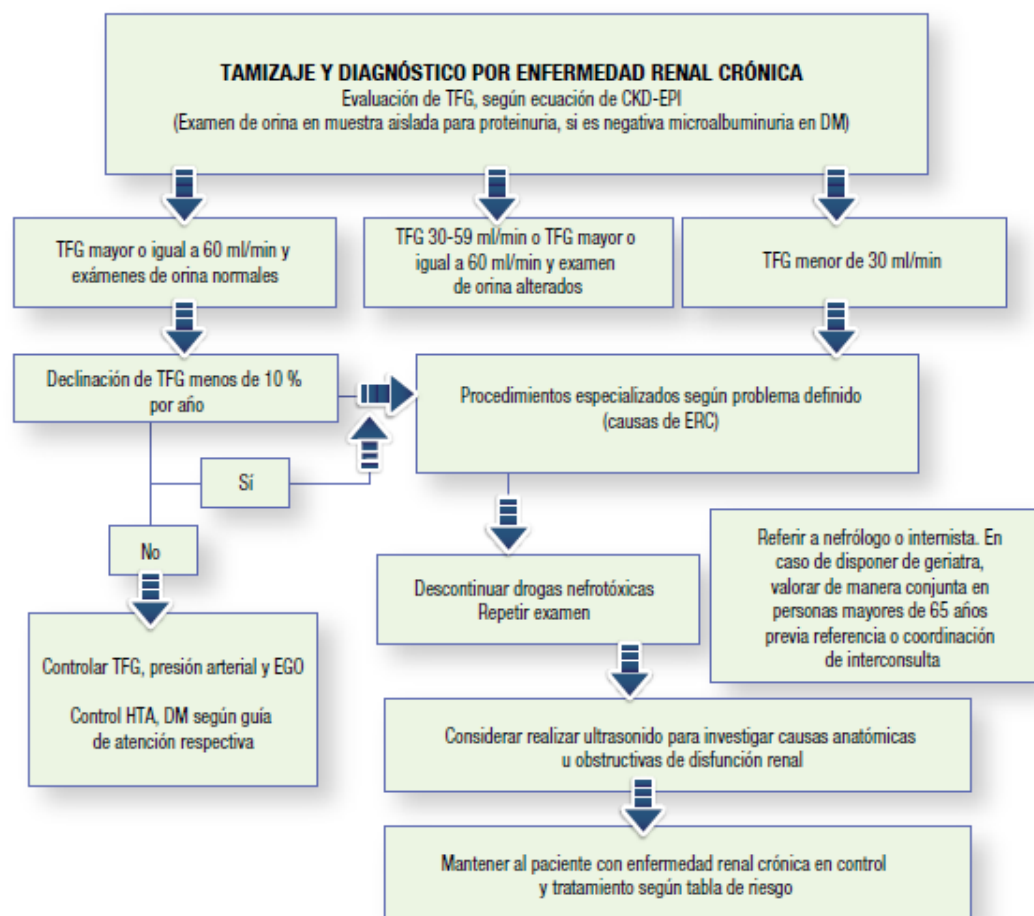 TAMIZAJE Y DIAGNÓSTICO POR ENFERMEDAD RENAL CRÓNICA
Evaluación de TFG, según ecuación de CKD-EPI
(Examen de orina en muestra aislada para proteinuria, si es negativa microalbuminuria en DM)
TFG mayor o igual a 60 ml/min y
exámenes de orina normales
TFG 30-59 ml/min o TFG mayor o
igual a 60 ml/min y examen
de orina alterados
TFG menor de 30 ml/min
Declinación de TFG menos de 10 %
por año
Procedimientos especializados según problema definido
(causas de ERC)
Sí
No
Descontinuar drogas nefrotóxicas
Repetir examen
Referir a nefrólogo o internista. En
caso de disponer de geriatra,
valorar de manera conjunta en
personas mayores de 65 años
previa referencia o coordinación
de interconsulta
Controlar TFG, presión arterial y EGO
Control HTA, DM según guía
de atención respectiva
Considerar realizar ultrasonido para investigar causas anatómicas
u obstructivas de disfunción renal
Mantener al paciente con enfermedad renal crónica en control
y tratamiento según tabla de riesgo